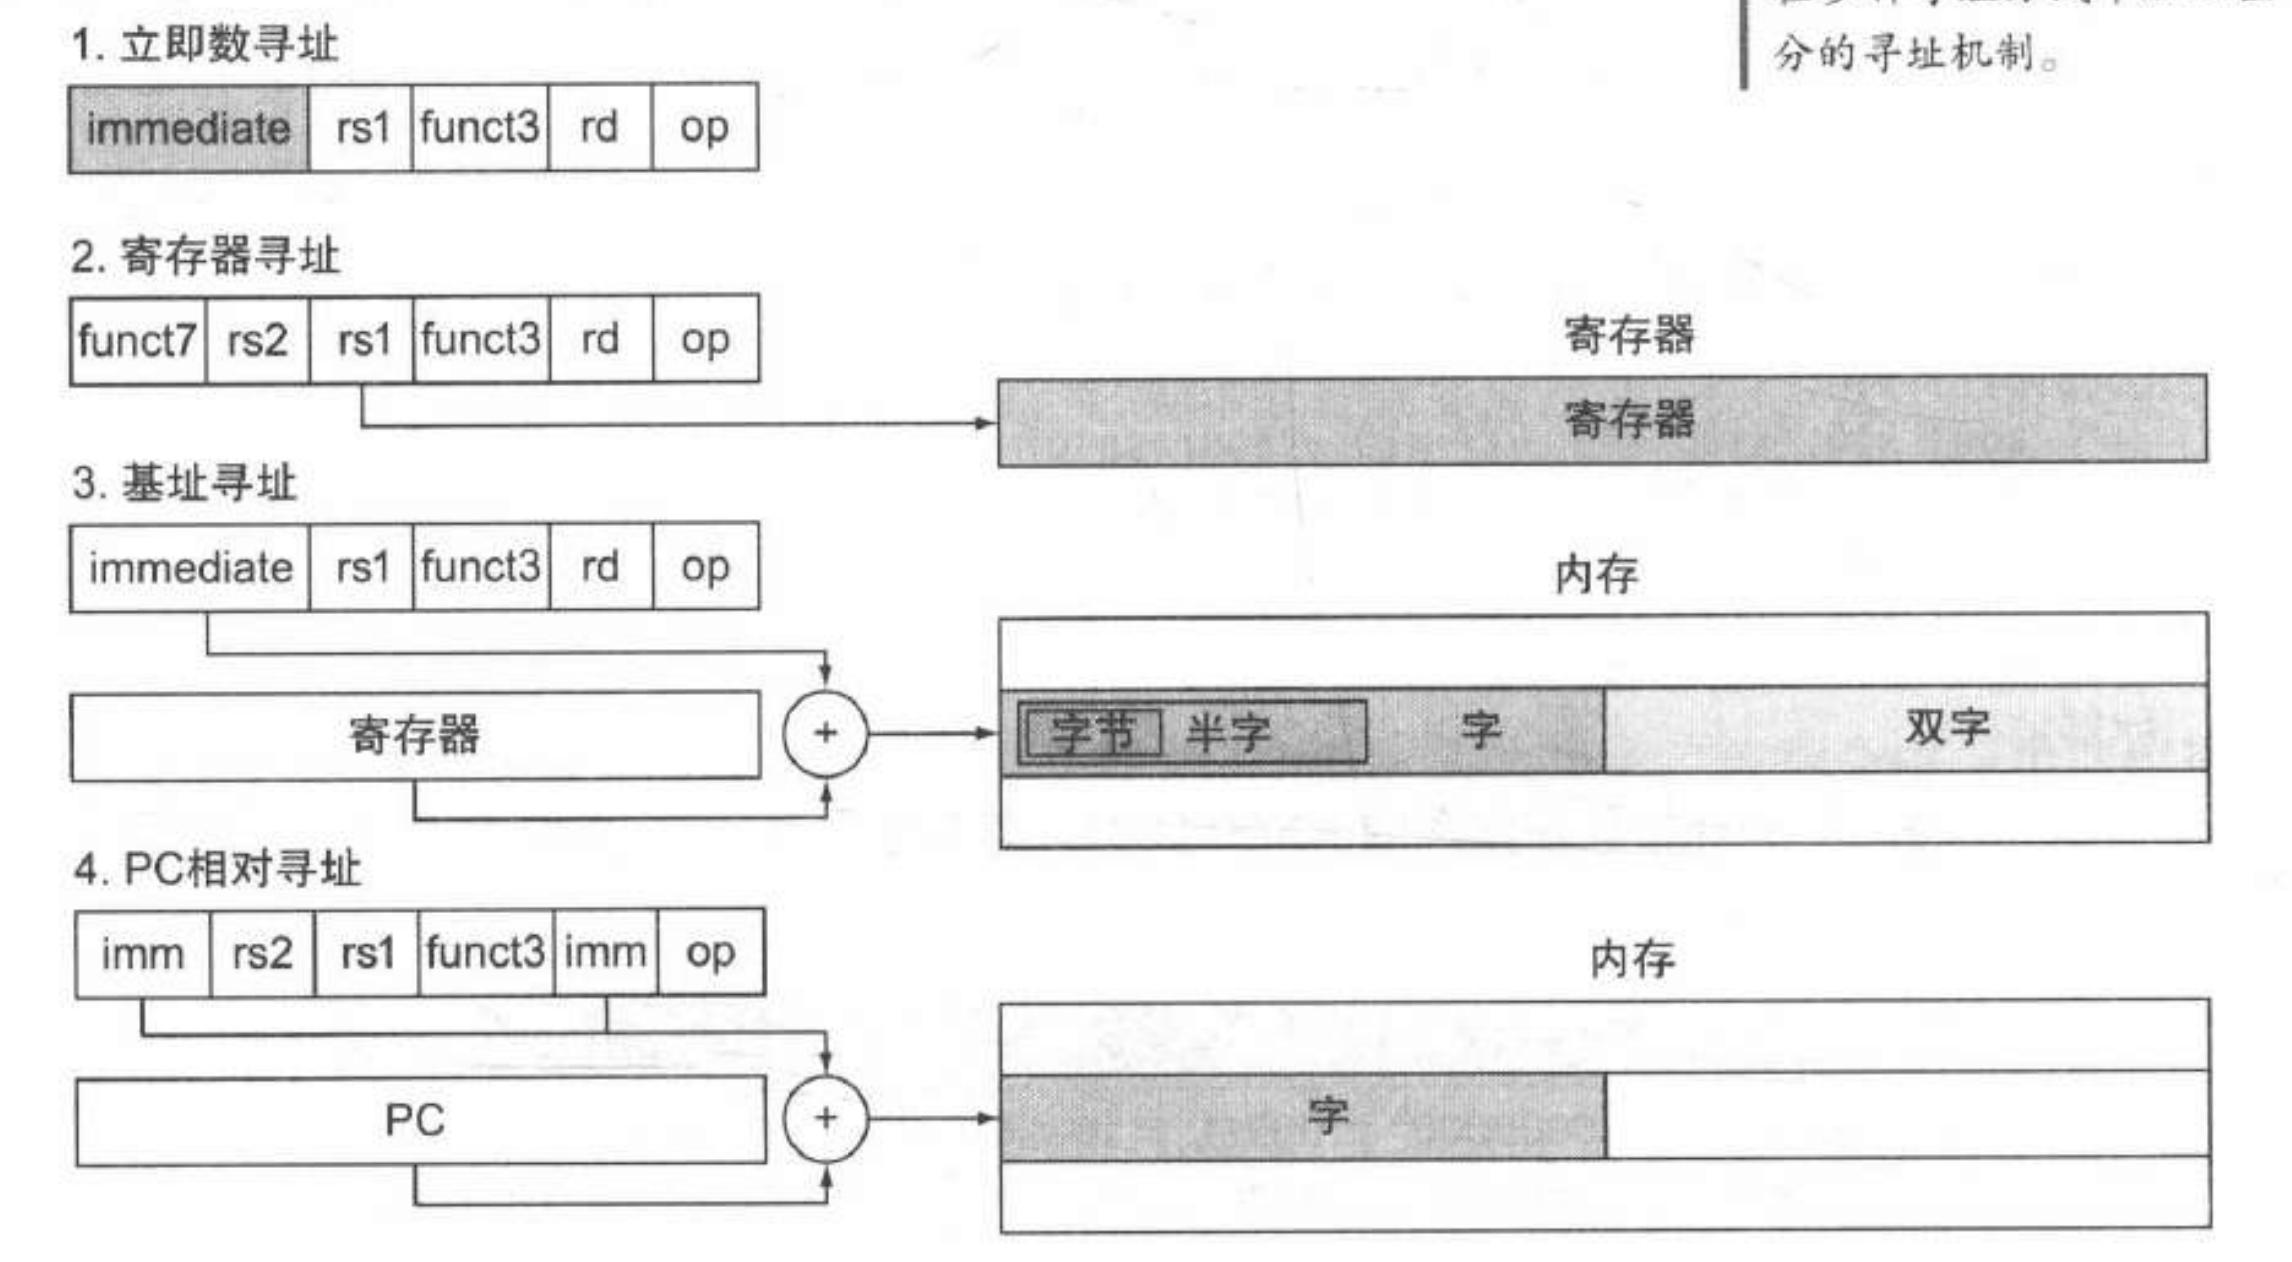 分的寻址机制。
1. 立即数寻址
immediate rs1 funct3 rd op
2. 寄存器寻址
funct7 rs2 rs1 funct3 rd op
寄存器
寄存器
3. 基址寻址
immediate rs1 funct3 rd op
内存
寄存器
+
字节 半字 字 双字
4. PC相对寻址
imm rs2 rs1 funct3 imm op
内存
PC
+
字